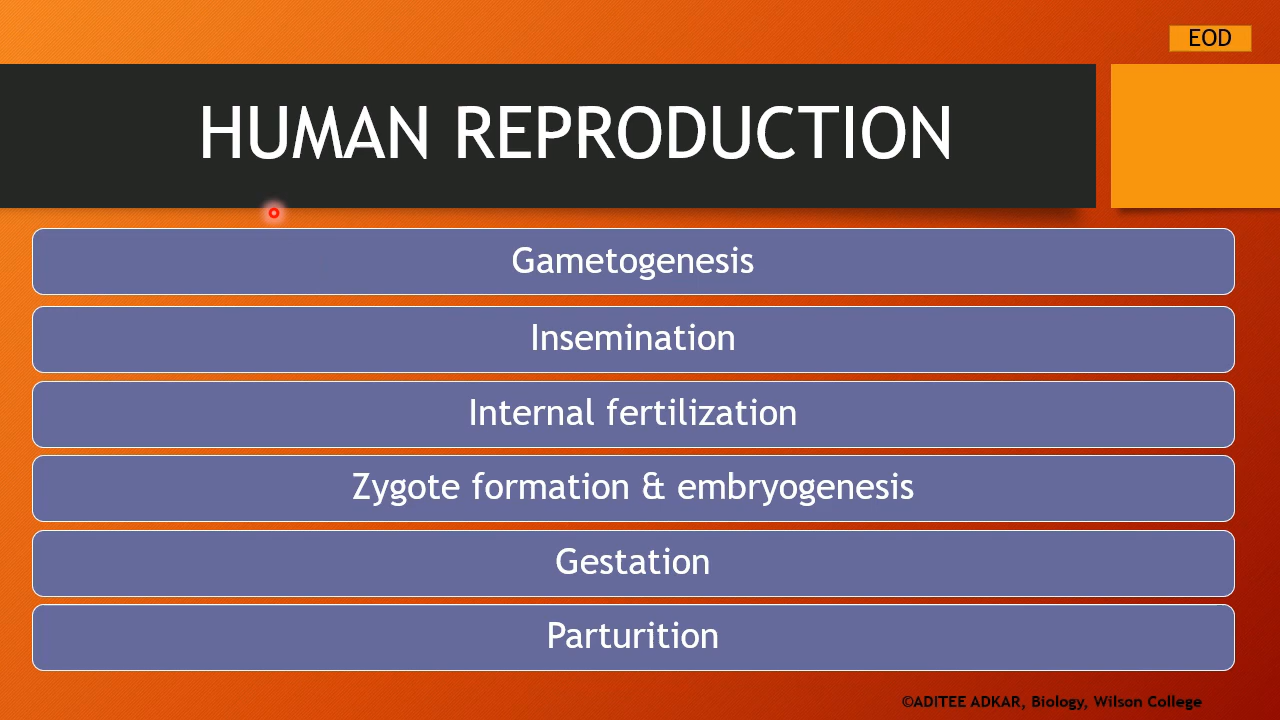 EOD
HUMAN REPRODUCTION
Gametogenesis
Insemination
Internal fertilization
Zygote formation & embryogenesis
Gestation
Parturition
©ADITEE ADKAR, Biology, Wilson College